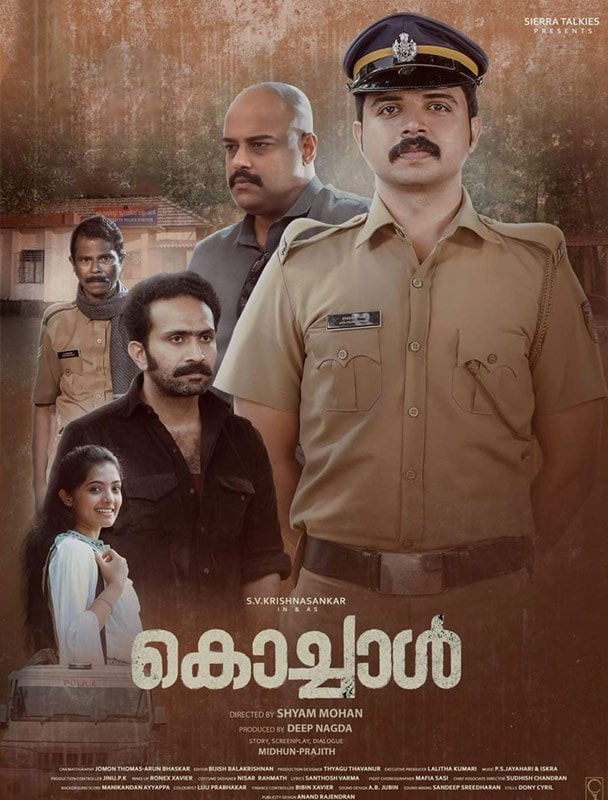 SIERRA TALKIES
PRESENTS
POLICE STATION
S.V.KRISHNASANKAR
IN & AS
കൊച്ചാൾ
POLICE
DIRECTED BY SHYAM MOHAN
PRODUCED BY DEEP NAGDA
STORY, SCREENPLAY, DIALOGUE
MIDHUN-PRAJITH
CINEMATOGRAPHY JOMON THOMAS-ARUN BHASKAR EDITOR BIJISH BALAKRISHNAN PRODUCTION DESIGNER THYAGU THAVANUR EXECUTIVE PRODUCER LALITHA KUMARI MUSIC P.S.JAYAHARI & ISKRA
PRODUCTION CONTROLLER JINU.P.K MAKE UP RONEX XAVIER COSTUME DESIGNER NISAR RAHMATH LYRICS SANTHOSH VARMA FIGHT CHOREOGRAPHER MAFIA SASI CHIEF ASSOCIATE DIRECTOR SUDHISH CHANDRAN
BACKGROUND SCORE MANIKANDAN AYYAPPA COLOURIST LIJU PRABHAKAR FINANCE CONTROLLER BIBIN XAVIER SOUND DESIGN A.B. JUBIN SOUND MIXING SANDEEP SREEDHARAN STILLS DONY CYRIL
PUBLICITY DESIGN ANAND RAJENDRAN